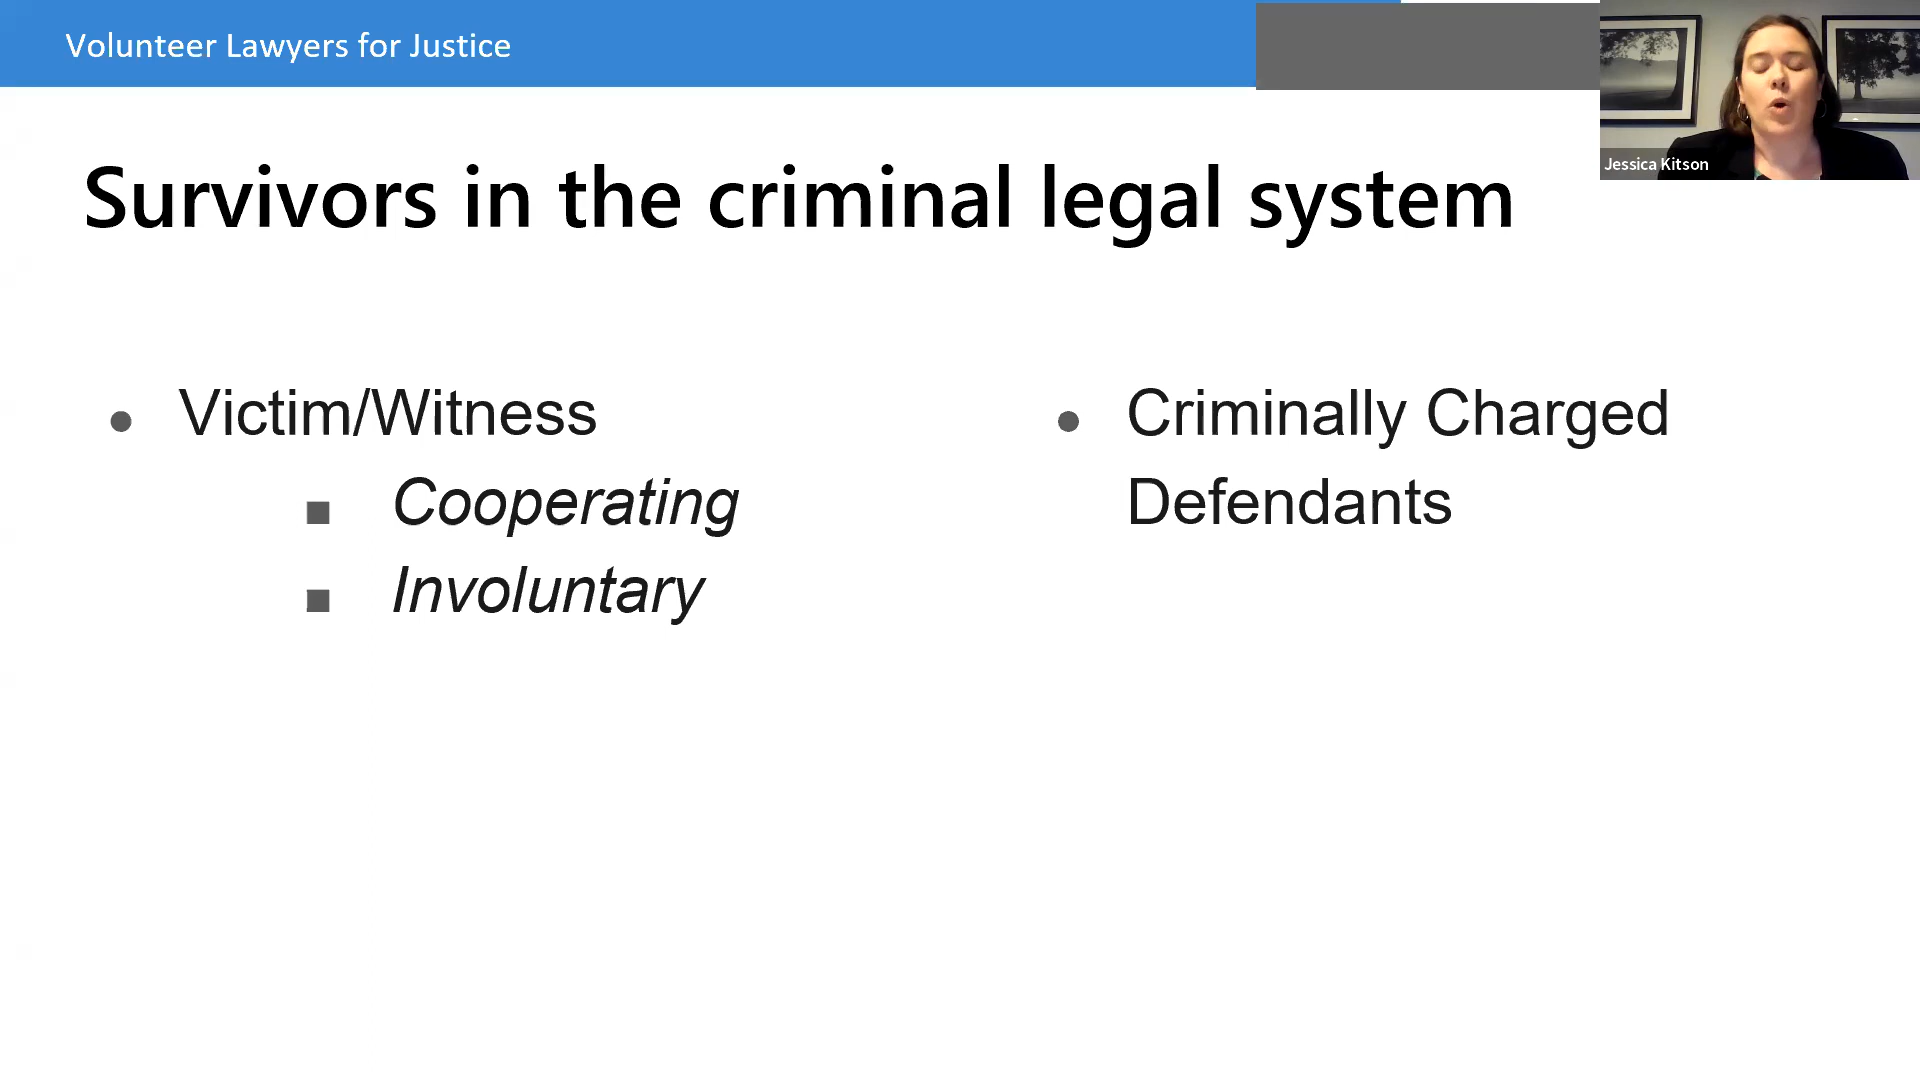 Volunteer Lawyers for Justice
Jessica Kitson
Survivors in the criminal legal system
Victim/Witness
Cooperating
Involuntary
Criminally Charged
Defendants